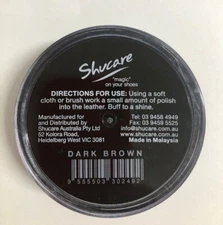 Shucare
"magic"
on your shoes
DIRECTIONS FOR USE: Using a soft
cloth or brush work a small amount of polish
into the leather. Buff to a shine.
Manufactured for
and Distributed by
Shucare Australia Pty Ltd
52 Kolora Road,
Heidelberg West VIC 3081
Tel: 03 9458 4949
Fax: 03 9459 5525
info@shucare.com.au
www.shucare.com.au
Made in Malaysia
DARK BROWN
9 555503 302492